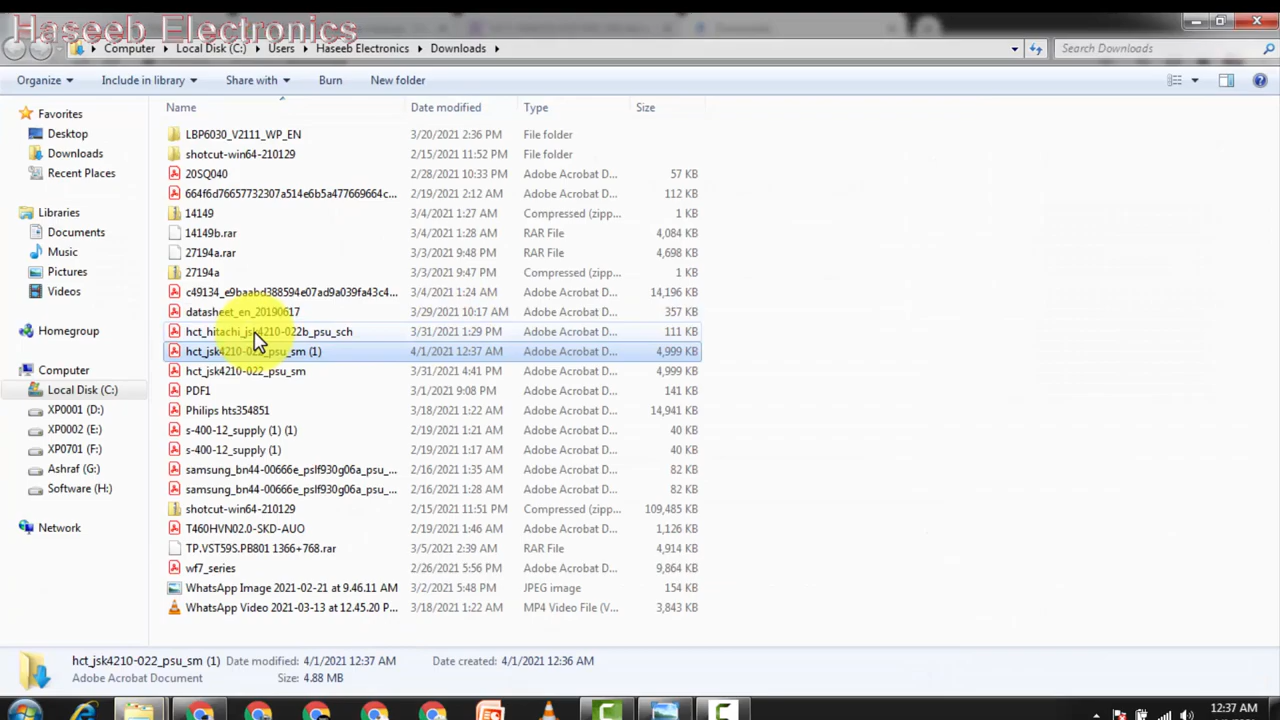 Haseeb Electronics
Computer Local Disk (C:) Users Haseeb Electronics Downloads Search Downloads
Organize Include in library Share with Burn New folder
Name Date modified Type Size
Favorites
Desktop
Downloads
Recent Places
Libraries
Documents
Music
Pictures
Videos
Homegroup
Computer
Local Disk (C:)
XP0001 (D:)
XP0002 (E:)
XP0701 (F:)
Ashraf (G:)
Software (H:)
Network
LBP6030_V2111_WP_EN 3/20/2021 2:36 PM File folder
shotcut-win64-210129 2/15/2021 11:52 PM File folder
20SQ040 2/28/2021 10:33 PM Adobe Acrobat D... 57 KB
664f6d76657732307a514e6b5a477669664c... 2/19/2021 2:12 AM Adobe Acrobat D... 112 KB
14149 3/4/2021 1:27 AM Compressed (zipp... 1 KB
14149b.rar 3/4/2021 1:28 AM RAR File 4,084 KB
27194a.rar 3/3/2021 9:48 PM RAR File 4,698 KB
27194a 3/3/2021 9:47 PM Compressed (zipp... 1 KB
c49134_e9baabd388594e07ad9a039fa43c4... 3/4/2021 1:24 AM Adobe Acrobat D... 14,196 KB
datasheet_en_20190617 3/29/2021 10:17 AM Adobe Acrobat D... 357 KB
hct_hitachi_jsk4210-022b_psu_sch 3/31/2021 1:29 PM Adobe Acrobat D... 111 KB
hct_jsk4210-022_psu_sm (1) 4/1/2021 12:37 AM Adobe Acrobat D... 4,999 KB
hct_jsk4210-022_psu_sm 3/31/2021 4:41 PM Adobe Acrobat D... 4,999 KB
PDF1 3/1/2021 9:08 PM Adobe Acrobat D... 141 KB
Philips hts354851 3/18/2021 1:22 AM Adobe Acrobat D... 14,941 KB
s-400-12_supply (1) (1) 2/19/2021 1:21 AM Adobe Acrobat D... 40 KB
s-400-12_supply (1) 2/19/2021 1:17 AM Adobe Acrobat D... 40 KB
samsung_bn44-00666e_pslf930g06a_psu_... 2/16/2021 1:35 AM Adobe Acrobat D... 82 KB
samsung_bn44-00666e_pslf930g06a_psu_... 2/16/2021 1:28 AM Adobe Acrobat D... 82 KB
shotcut-win64-210129 2/15/2021 11:51 PM Compressed (zipp... 109,485 KB
T460HVN02.0-SKD-AUO 2/19/2021 1:46 AM Adobe Acrobat D... 1,126 KB
TP.VST59S.PB801 1366+768.rar 3/5/2021 2:39 AM RAR File 4,914 KB
wf7_series 2/26/2021 5:56 PM Adobe Acrobat D... 9,864 KB
WhatsApp Image 2021-02-21 at 9.46.11 AM 3/2/2021 5:48 PM JPEG image 154 KB
WhatsApp Video 2021-03-13 at 12.45.20 P... 3/18/2021 1:22 AM MP4 Video File (V... 3,843 KB
hct_jsk4210-022_psu_sm (1) Date modified: 4/1/2021 12:37 AM Date created: 4/1/2021 12:36 AM
Adobe Acrobat Document Size: 4.88 MB
12:37 AM